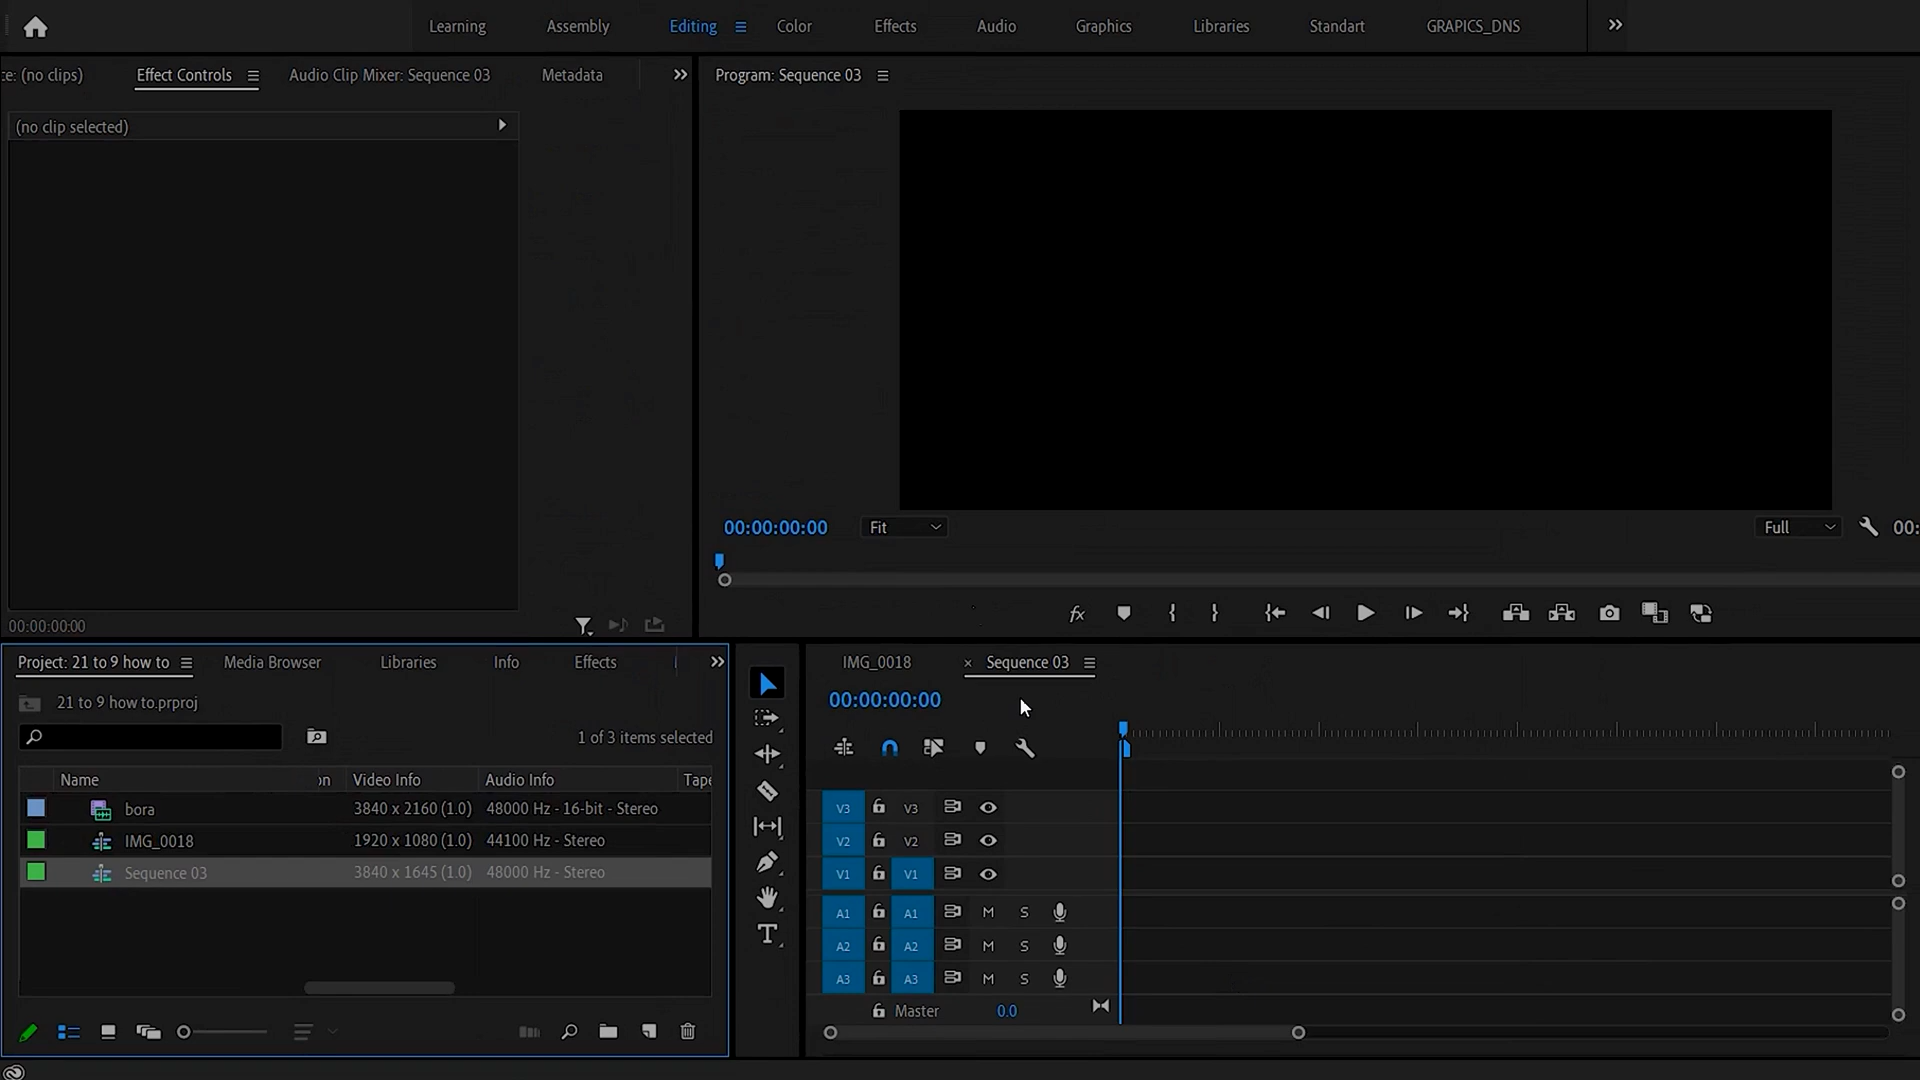 Learning Assembly Editing Color Effects Audio Graphics Libraries Standart GRAPICS_DNS
ce: (no clips) Effect Controls Audio Clip Mixer: Sequence 03 Metadata
Program: Sequence 03
(no clip selected)
00:00:00:00 Fit Full 00:
fx
00:00:00:00
Project: 21 to 9 how to Media Browser Libraries Info Effects
IMG_0018 × Sequence 03
21 to 9 how to.prproj
00:00:00:00
1 of 3 items selected
Name on Video Info Audio Info Tape
bora 3840 x 2160 (1.0) 48000 Hz - 16-bit - Stereo
IMG_0018 1920 x 1080 (1.0) 44100 Hz - Stereo
Sequence 03 3840 x 1645 (1.0) 48000 Hz - Stereo
V3 V3
V2 V2
V1 V1
A1 A1 M S
A2 A2 M S
A3 A3 M S
Master 0.0
T